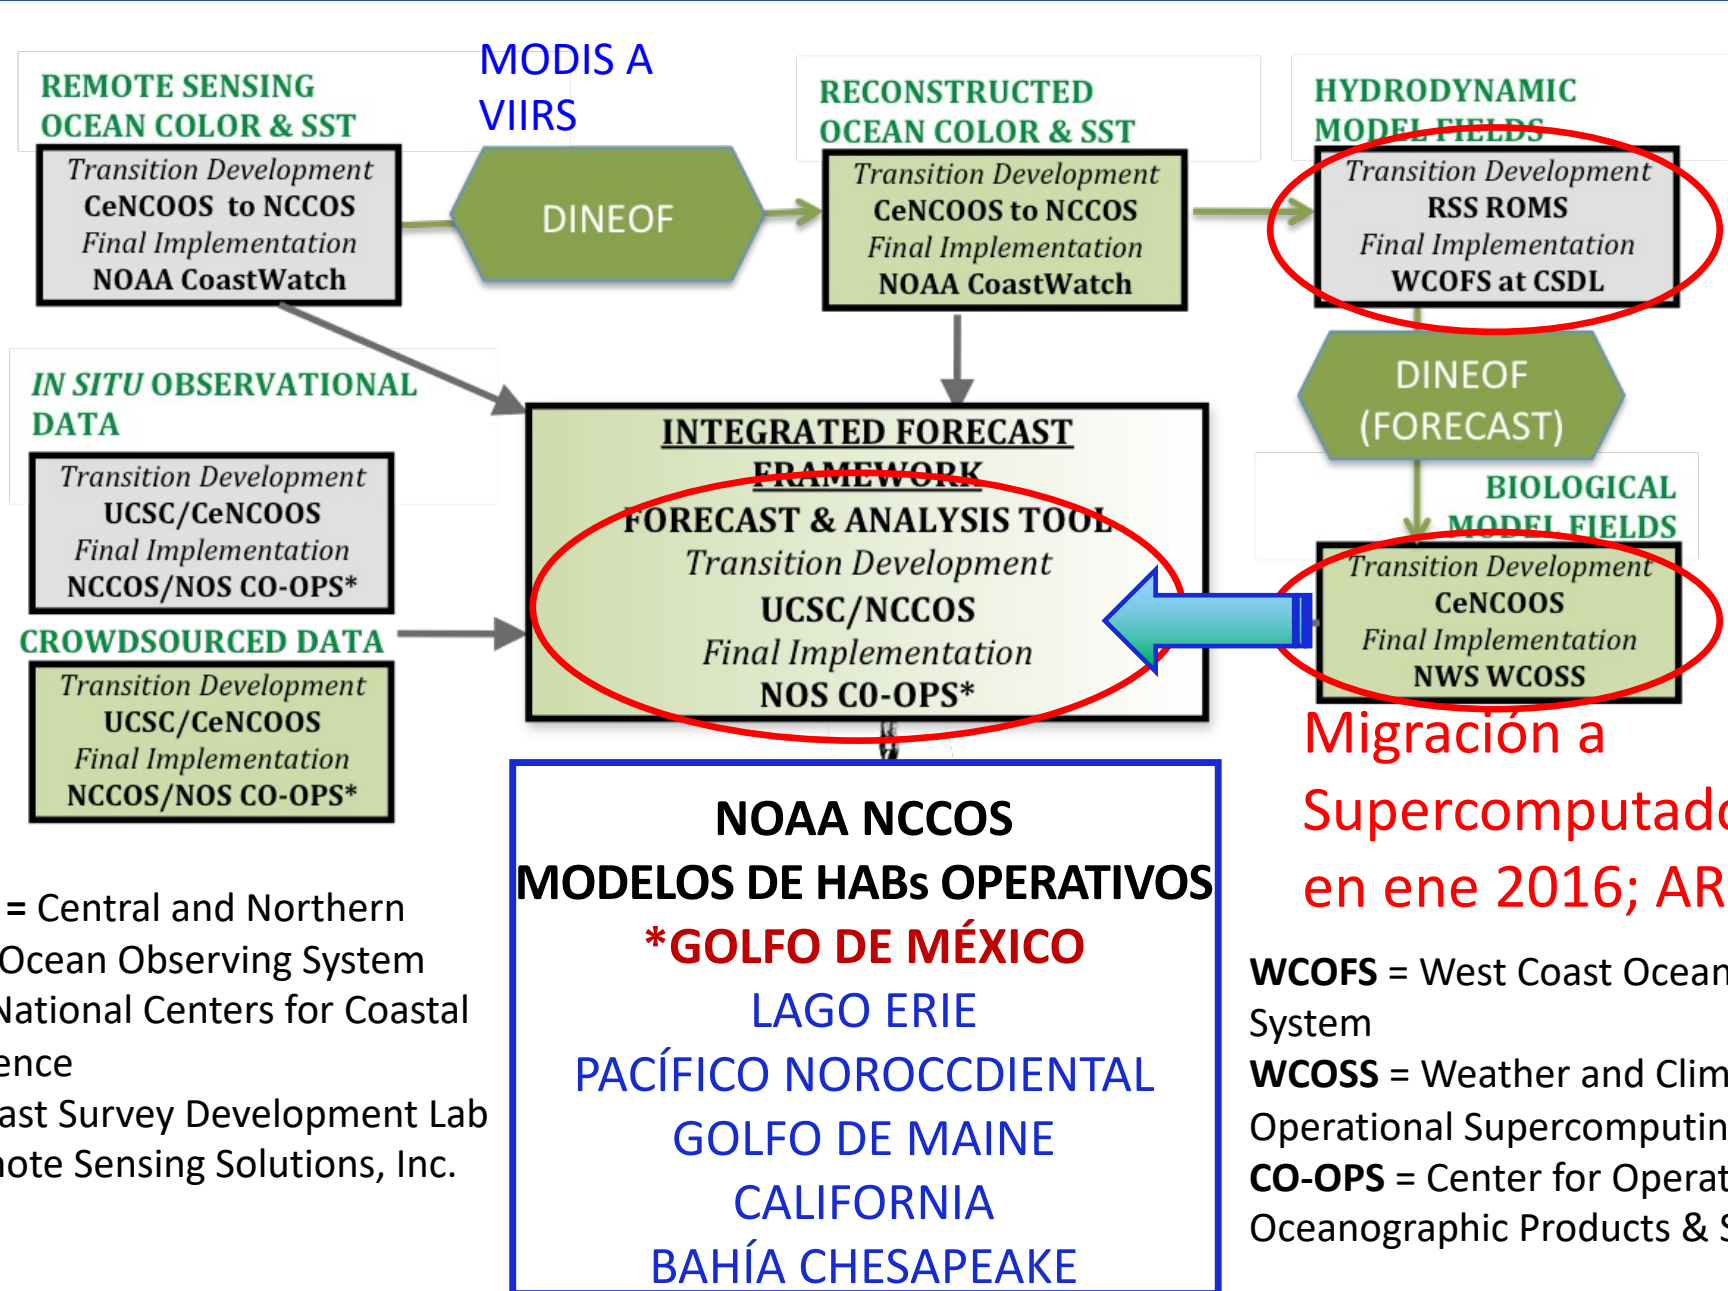 MODIS A
VIIRS
REMOTE SENSING
OCEAN COLOR & SST
Transition Development
CeNCOOS to NCCOS
Final Implementation
NOAA CoastWatch
DINEOF
RECONSTRUCTED
OCEAN COLOR & SST
Transition Development
CeNCOOS to NCCOS
Final Implementation
NOAA CoastWatch
HYDRODYNAMIC
MODEL FIELDS
Transition Development
RSS ROMS
Final Implementation
WCOFS at CSDL
DINEOF
(FORECAST)
IN SITU OBSERVATIONAL
DATA
Transition Development
UCSC/CeNCOOS
Final Implementation
NCCOS/NOS CO-OPS*
CROWDSOURCED DATA
Transition Development
UCSC/CeNCOOS
Final Implementation
NCCOS/NOS CO-OPS*
INTEGRATED FORECAST
FRAMEWORK
FORECAST & ANALYSIS TOOL
Transition Development
UCSC/NCCOS
Final Implementation
NOS C0-OPS*
BIOLOGICAL
MODEL FIELDS
Transition Development
CeNCOOS
Final Implementation
NWS WCOSS
Migración a
Supercomputado
en ene 2016; AR
NOAA NCCOS
MODELOS DE HABs OPERATIVOS
*GOLFO DE MÉXICO
LAGO ERIE
PACÍFICO NOROCCDIENTAL
GOLFO DE MAINE
CALIFORNIA
BAHÍA CHESAPEAKE
= Central and Northern
Ocean Observing System
National Centers for Coastal
ence
ast Survey Development Lab
note Sensing Solutions, Inc.
WCOFS = West Coast Ocean
System
WCOSS = Weather and Clim
Operational Supercomputin
CO-OPS = Center for Operat
Oceanographic Products & S